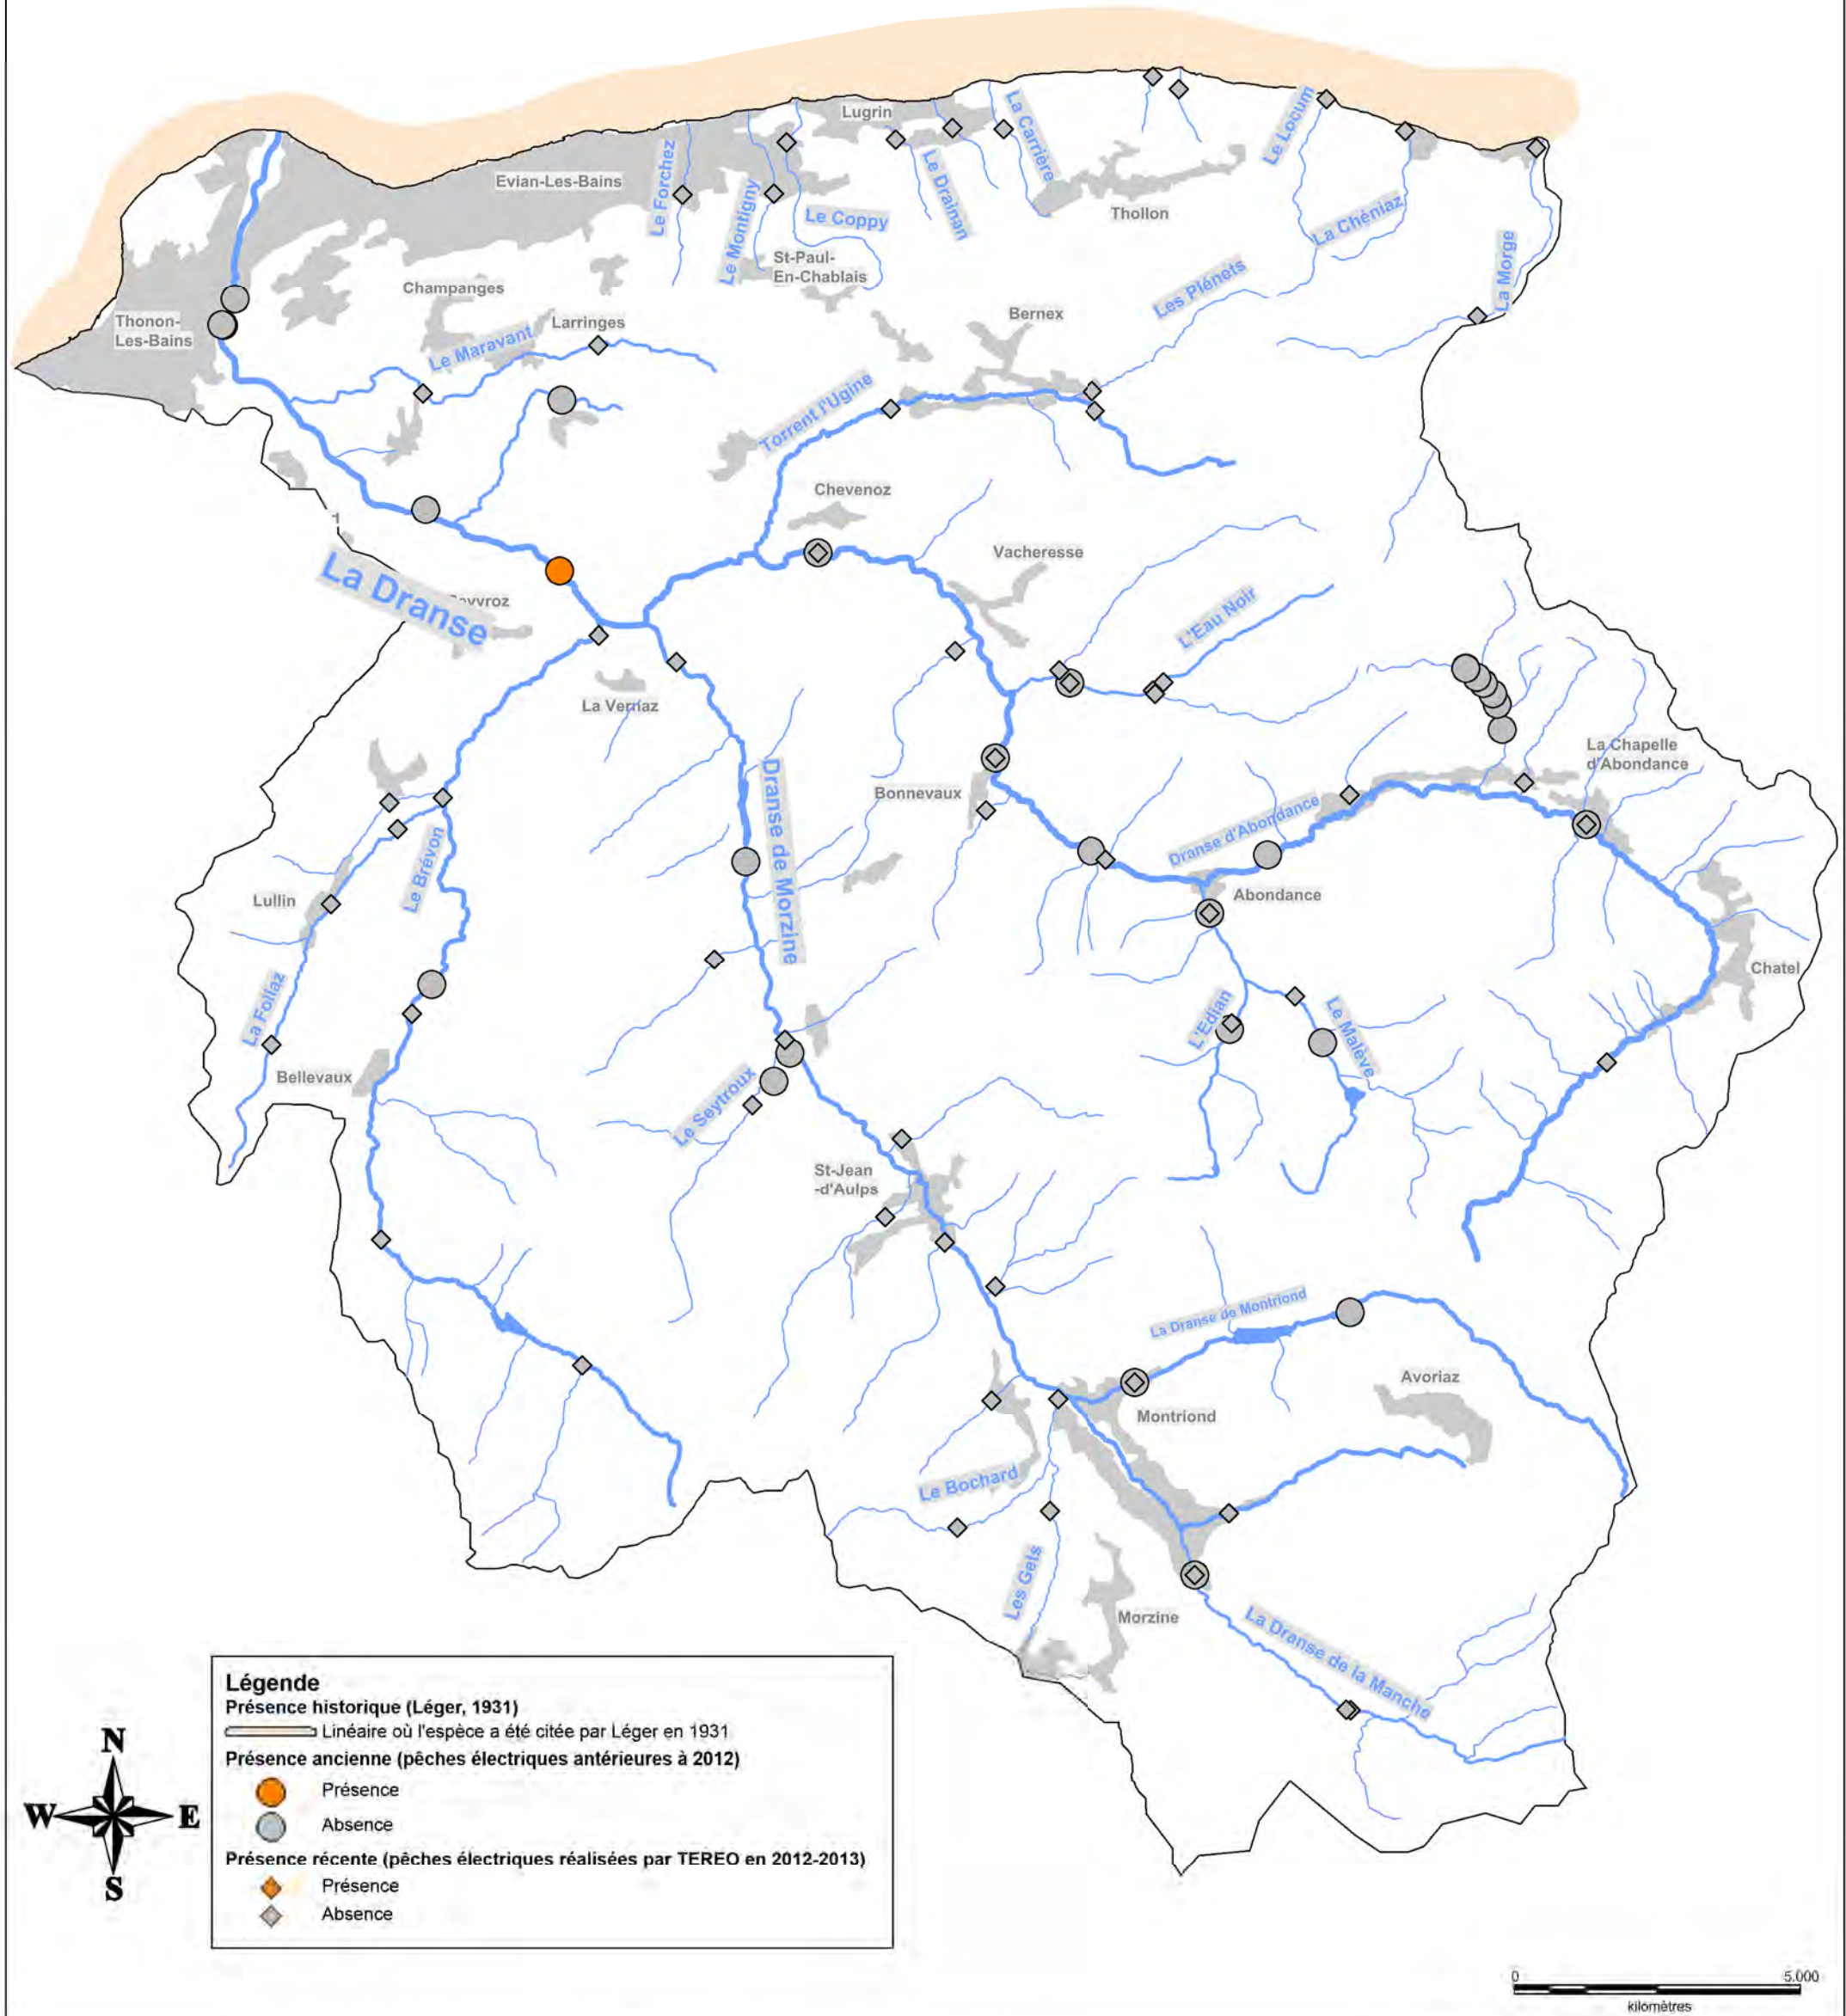 Lugrin
La Carrière
Le Locum
Evian-Les-Bains
Le Forchez
Le Montigny
Le Drainan
Le Coppy
Thollon
La Chéniaz
St-Paul-
En-Chablais
La Morge
Les Plénets
Champanges
Thonon-
Les-Bains
Larringes
Bernex
Le Maravant
Torrent l'Ugine
Chevenoz
Vacheresse
La Dranse
L'Eau Noir
La Vernaz
La Chapelle
d'Abondance
Bonnevaux
Dranse de Morzine
Dranse d'Abondance
Le Brévon
Lullin
Abondance
Chatel
La Follaz
L'Edian
Le Malève
Bellevaux
Le Seytroux
St-Jean
-d'Aulps
La Dranse de Montriond
Avoriaz
Montriond
Le Bochard
Les Gets
Morzine
La Dranse de la Manche
Légende
Présence historique (Léger, 1931)
Linéaire où l'espèce a été citée par Léger en 1931
Présence ancienne (pêches électriques antérieures à 2012)
Présence
Absence
Présence récente (pêches électriques réalisées par TEREO en 2012-2013)
Présence
Absence
N
W E
S
0 5.000
kilomètres